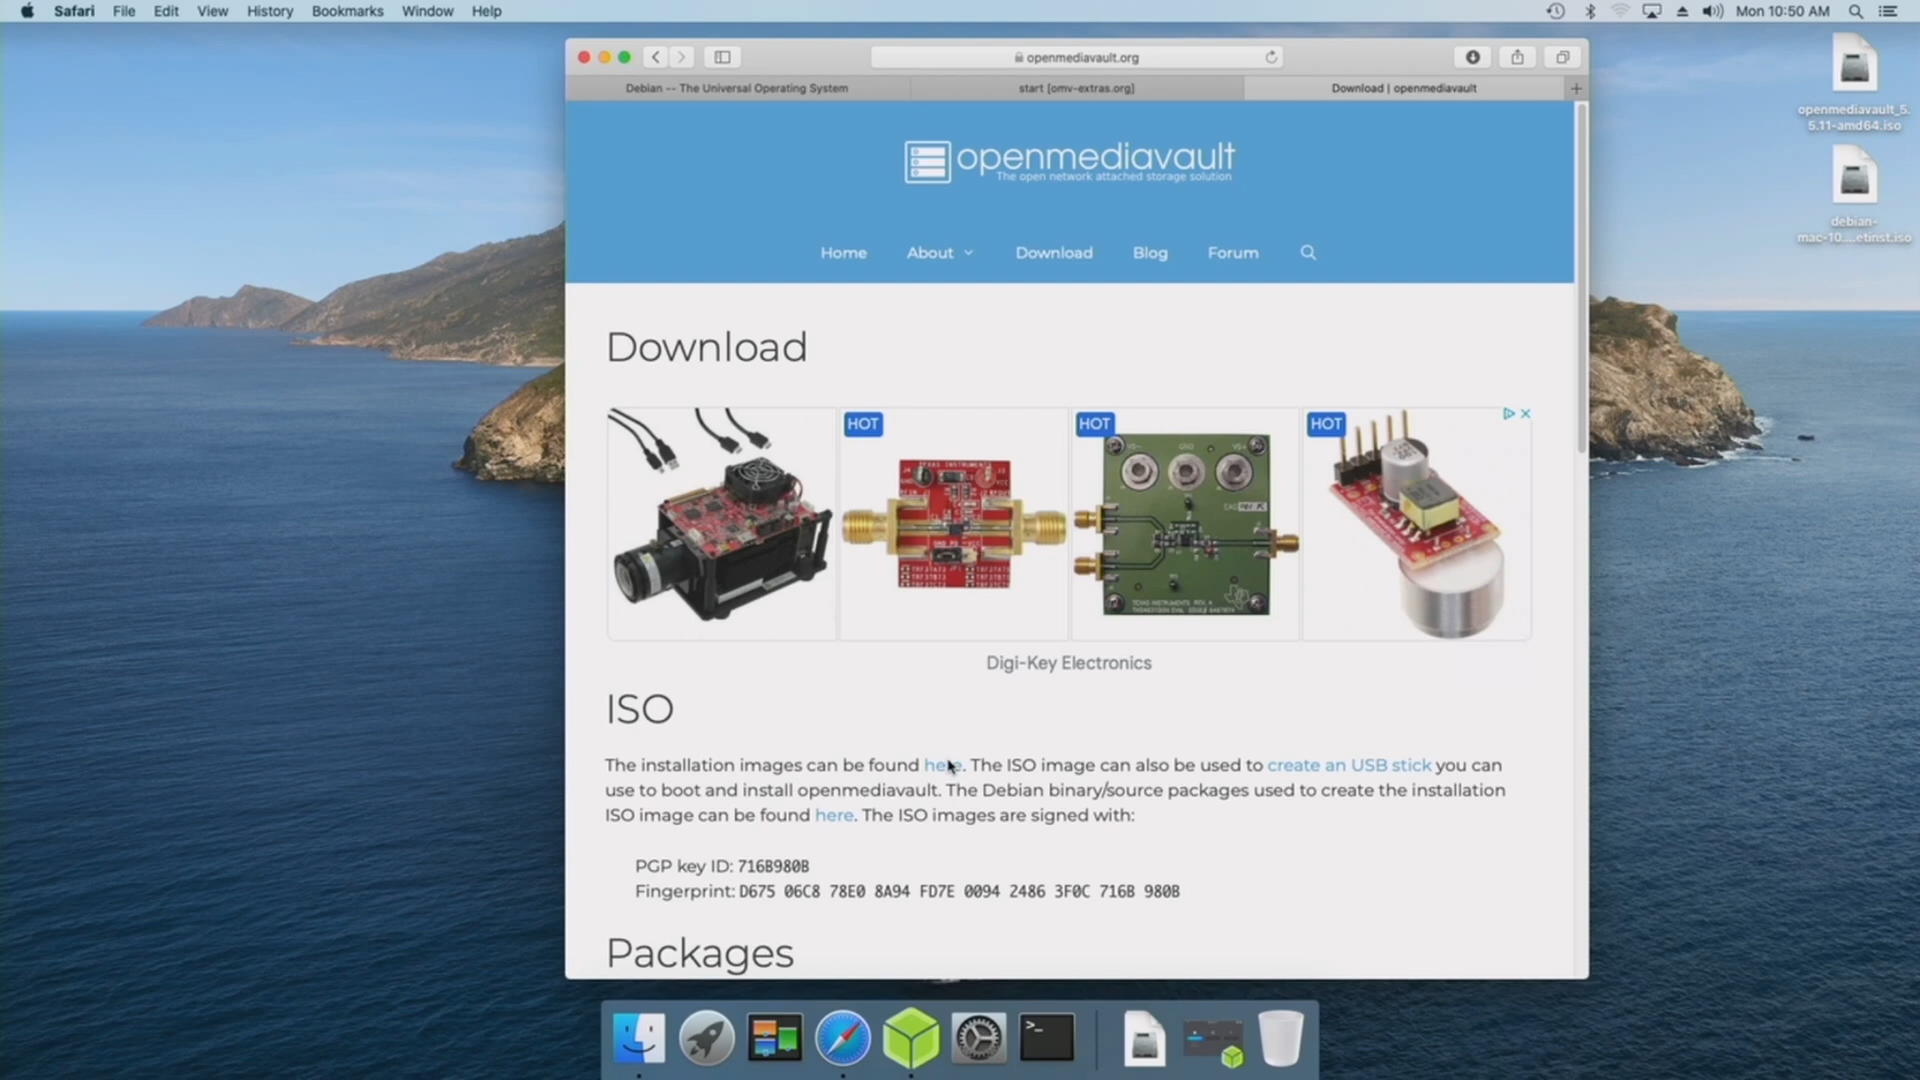 Safari File Edit View History Bookmarks Window Help
Mon 10:50 AM
openmediavault.org
Debian -- The Universal Operating System
start [omv-extras.org]
Download | openmediavault
openmediavault_5.
5.11-amd64.iso
debian-
mac-10....etinst.iso
openmediavault
The open network attached storage solution
Home About Download Blog Forum
Download
HOT
HOT
HOT
Digi-Key Electronics
ISO
The installation images can be found here. The ISO image can also be used to create an USB stick you can
use to boot and install openmediavault. The Debian binary/source packages used to create the installation
ISO image can be found here. The ISO images are signed with:
PGP key ID: 716B980B
Fingerprint: D675 06C8 78E0 8A94 FD7E 0094 2486 3F0C 716B 980B
Packages